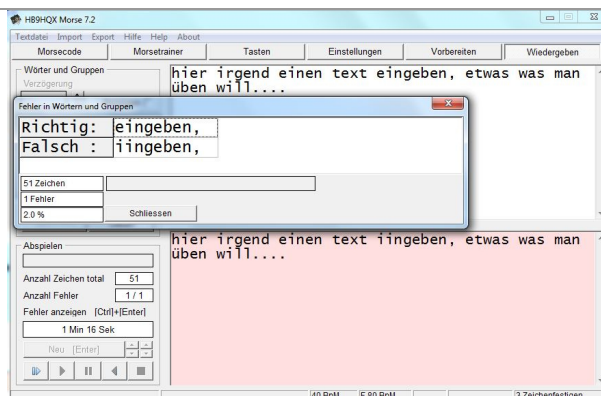 HB9HQX Morse 7.2
Textdatei Import Export Hilfe Help About
Morsecode Morsetrainer Tasten Einstellungen Vorbereiten Wiedergeben
Wörter und Gruppen
Verzögerung
hier irgend einen text eingeben, etwas was man
üben will....
Fehler in Wörtern und Gruppen
Richtig: eingeben,
Falsch : iingeben,
51 Zeichen
1 Fehler
2.0 % Schliessen
hier irgend einen text iingeben, etwas was man
üben will....
Abspielen
Anzahl Zeichen total 51
Anzahl Fehler 1 / 1
Fehler anzeigen [Ctrl]+[Enter]
1 Min 16 Sek
Neu [Enter]
40 BpM F 80 BpM 3 Zeichenfestigen